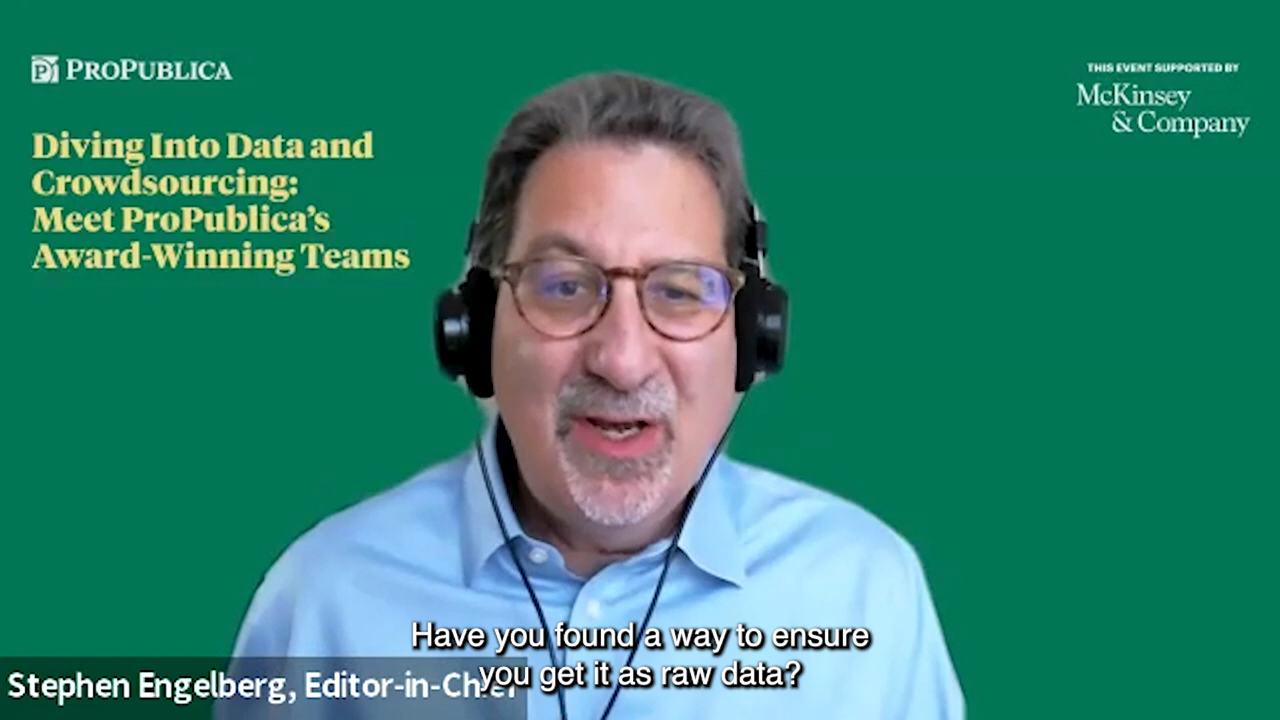 PROPUBLICA
THIS EVENT SUPPORTED BY
McKinsey
& Company
Diving Into Data and
Crowdsourcing:
Meet ProPublica's
Award-Winning Teams
Have you found a way to ensure
you get it as raw data?
Stephen Engelberg, Editor-in-Chief